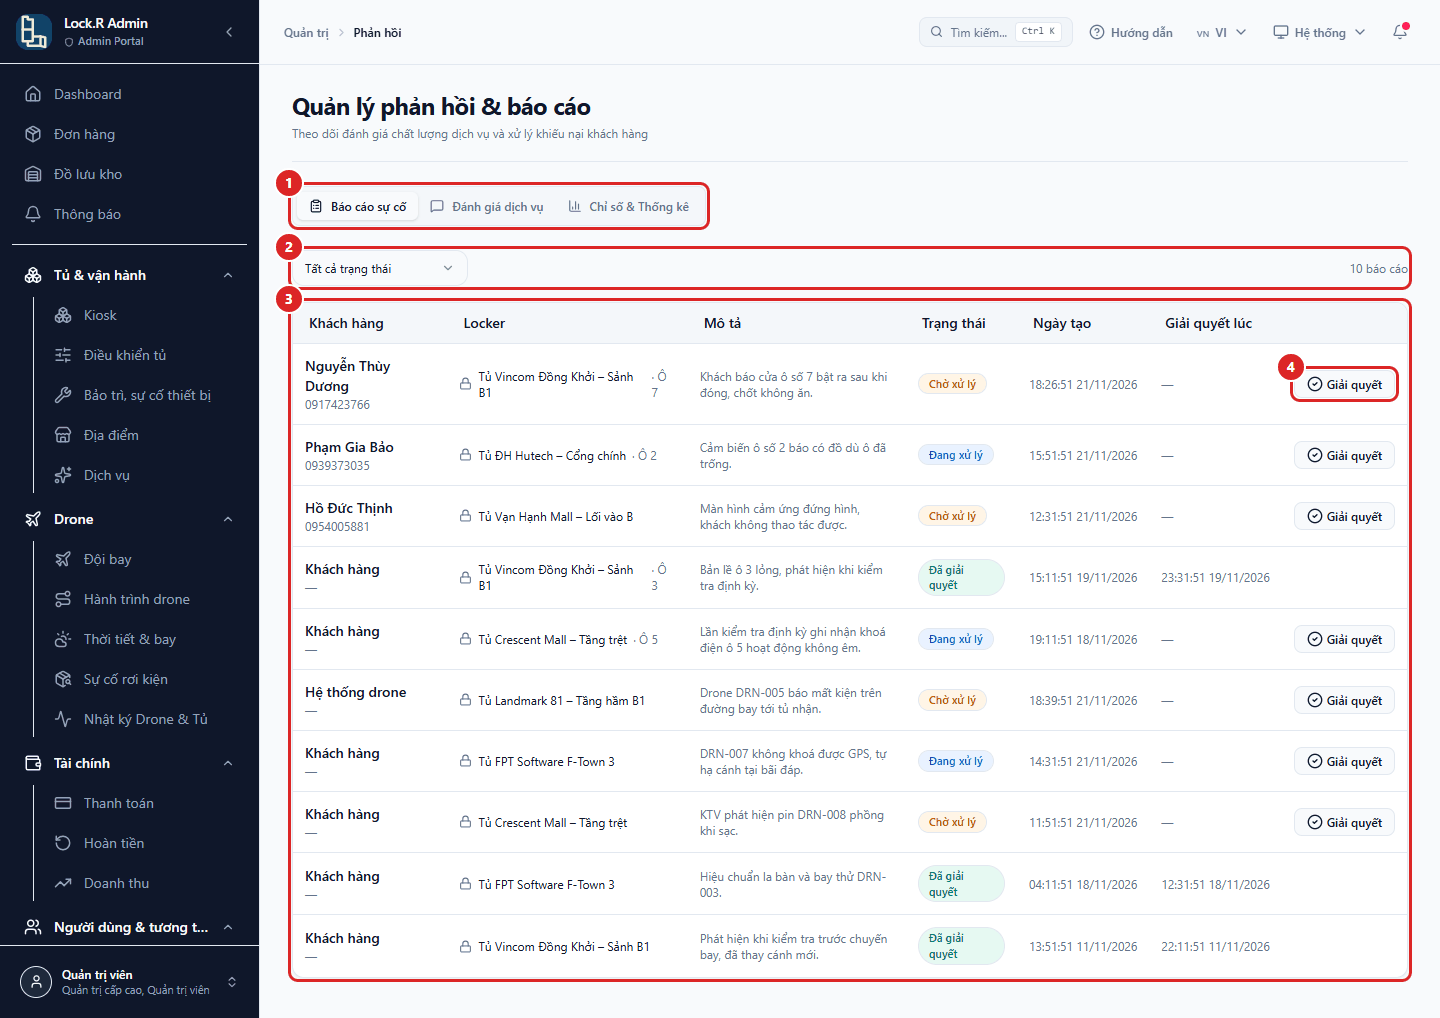 Lock.R Admin
Admin Portal
Dashboard
Đơn hàng
Đồ lưu kho
Thông báo
Tủ & vận hành
Kiosk
Điều khiển tủ
Bảo trì, sự cố thiết bị
Địa điểm
Dịch vụ
Drone
Đội bay
Hành trình drone
Thời tiết & bay
Sự cố rơi kiện
Nhật ký Drone & Tủ
Tài chính
Thanh toán
Hoàn tiền
Doanh thu
Người dùng & tương t...
Quản trị viên
Quản trị cấp cao, Quản trị viên
Quản trị > Phản hồi
Tìm kiếm... Ctrl K
Hướng dẫn
VN VI
Hệ thống
Quản lý phản hồi & báo cáo
Theo dõi đánh giá chất lượng dịch vụ và xử lý khiếu nại khách hàng
1
Báo cáo sự cố
Đánh giá dịch vụ
Chỉ số & Thống kê
2
Tất cả trạng thái
10 báo cáo
3
Khách hàng Locker Mô tả Trạng thái Ngày tạo Giải quyết lúc
Nguyễn Thùy
Dương
0917423766
Tủ Vincom Đồng Khởi – Sảnh
B1
· Ô
7
Khách báo cửa ô số 7 bật ra sau khi
đóng, chốt không ăn.
Chờ xử lý
18:26:51 21/11/2026
—
4
Giải quyết
Phạm Gia Bảo
0939373035
Tủ ĐH Hutech – Cổng chính · Ô 2
Cảm biến ô số 2 báo có đồ dù ô đã
trống.
Đang xử lý
15:51:51 21/11/2026
—
Giải quyết
Hồ Đức Thịnh
0954005881
Tủ Vạn Hạnh Mall – Lối vào B
Màn hình cảm ứng đứng hình,
khách không thao tác được.
Chờ xử lý
12:31:51 21/11/2026
—
Giải quyết
Khách hàng
—
Tủ Vincom Đồng Khởi – Sảnh
B1
· Ô
3
Bản lề ô 3 lỏng, phát hiện khi kiểm
tra định kỳ.
Đã giải
quyết
15:11:51 19/11/2026
23:31:51 19/11/2026
Khách hàng
—
Tủ Crescent Mall – Tầng trệt · Ô 5
Lần kiểm tra định kỳ ghi nhận khoá
điện ô 5 hoạt động không êm.
Đang xử lý
19:11:51 18/11/2026
—
Giải quyết
Hệ thống drone
—
Tủ Landmark 81 – Tầng hầm B1
Drone DRN-005 báo mất kiện trên
đường bay tới tủ nhận.
Chờ xử lý
18:39:51 21/11/2026
—
Giải quyết
Khách hàng
—
Tủ FPT Software F-Town 3
DRN-007 không khoá được GPS, tự
hạ cánh tại bãi đáp.
Đang xử lý
14:31:51 21/11/2026
—
Giải quyết
Khách hàng
—
Tủ Crescent Mall – Tầng trệt
KTV phát hiện pin DRN-008 phồng
khi sạc.
Chờ xử lý
11:51:51 21/11/2026
—
Giải quyết
Khách hàng
—
Tủ FPT Software F-Town 3
Hiệu chuẩn la bàn và bay thử DRN-
003.
Đã giải
quyết
04:11:51 18/11/2026
12:31:51 18/11/2026
Khách hàng
—
Tủ Vincom Đồng Khởi – Sảnh B1
Phát hiện khi kiểm tra trước chuyến
bay, đã thay cánh mới.
Đã giải
quyết
13:51:51 11/11/2026
22:11:51 11/11/2026